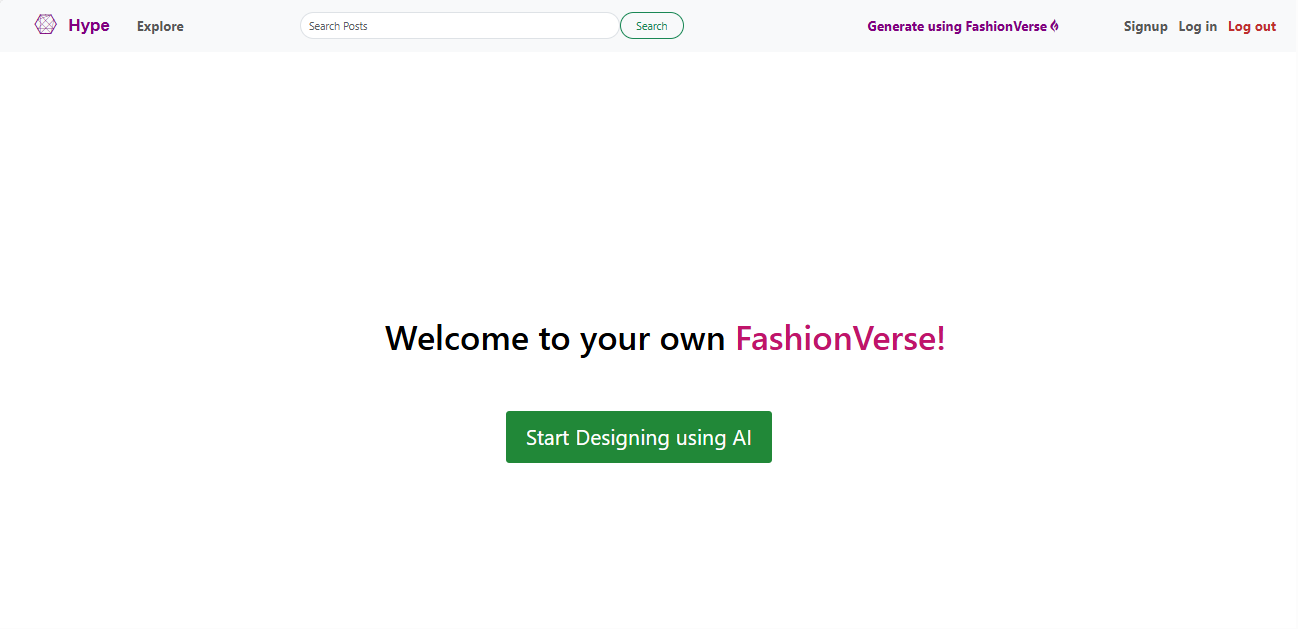 Hype Explore Search Posts Search Generate using FashionVerse Signup Log in Log out
Welcome to your own FashionVerse!
Start Designing using AI